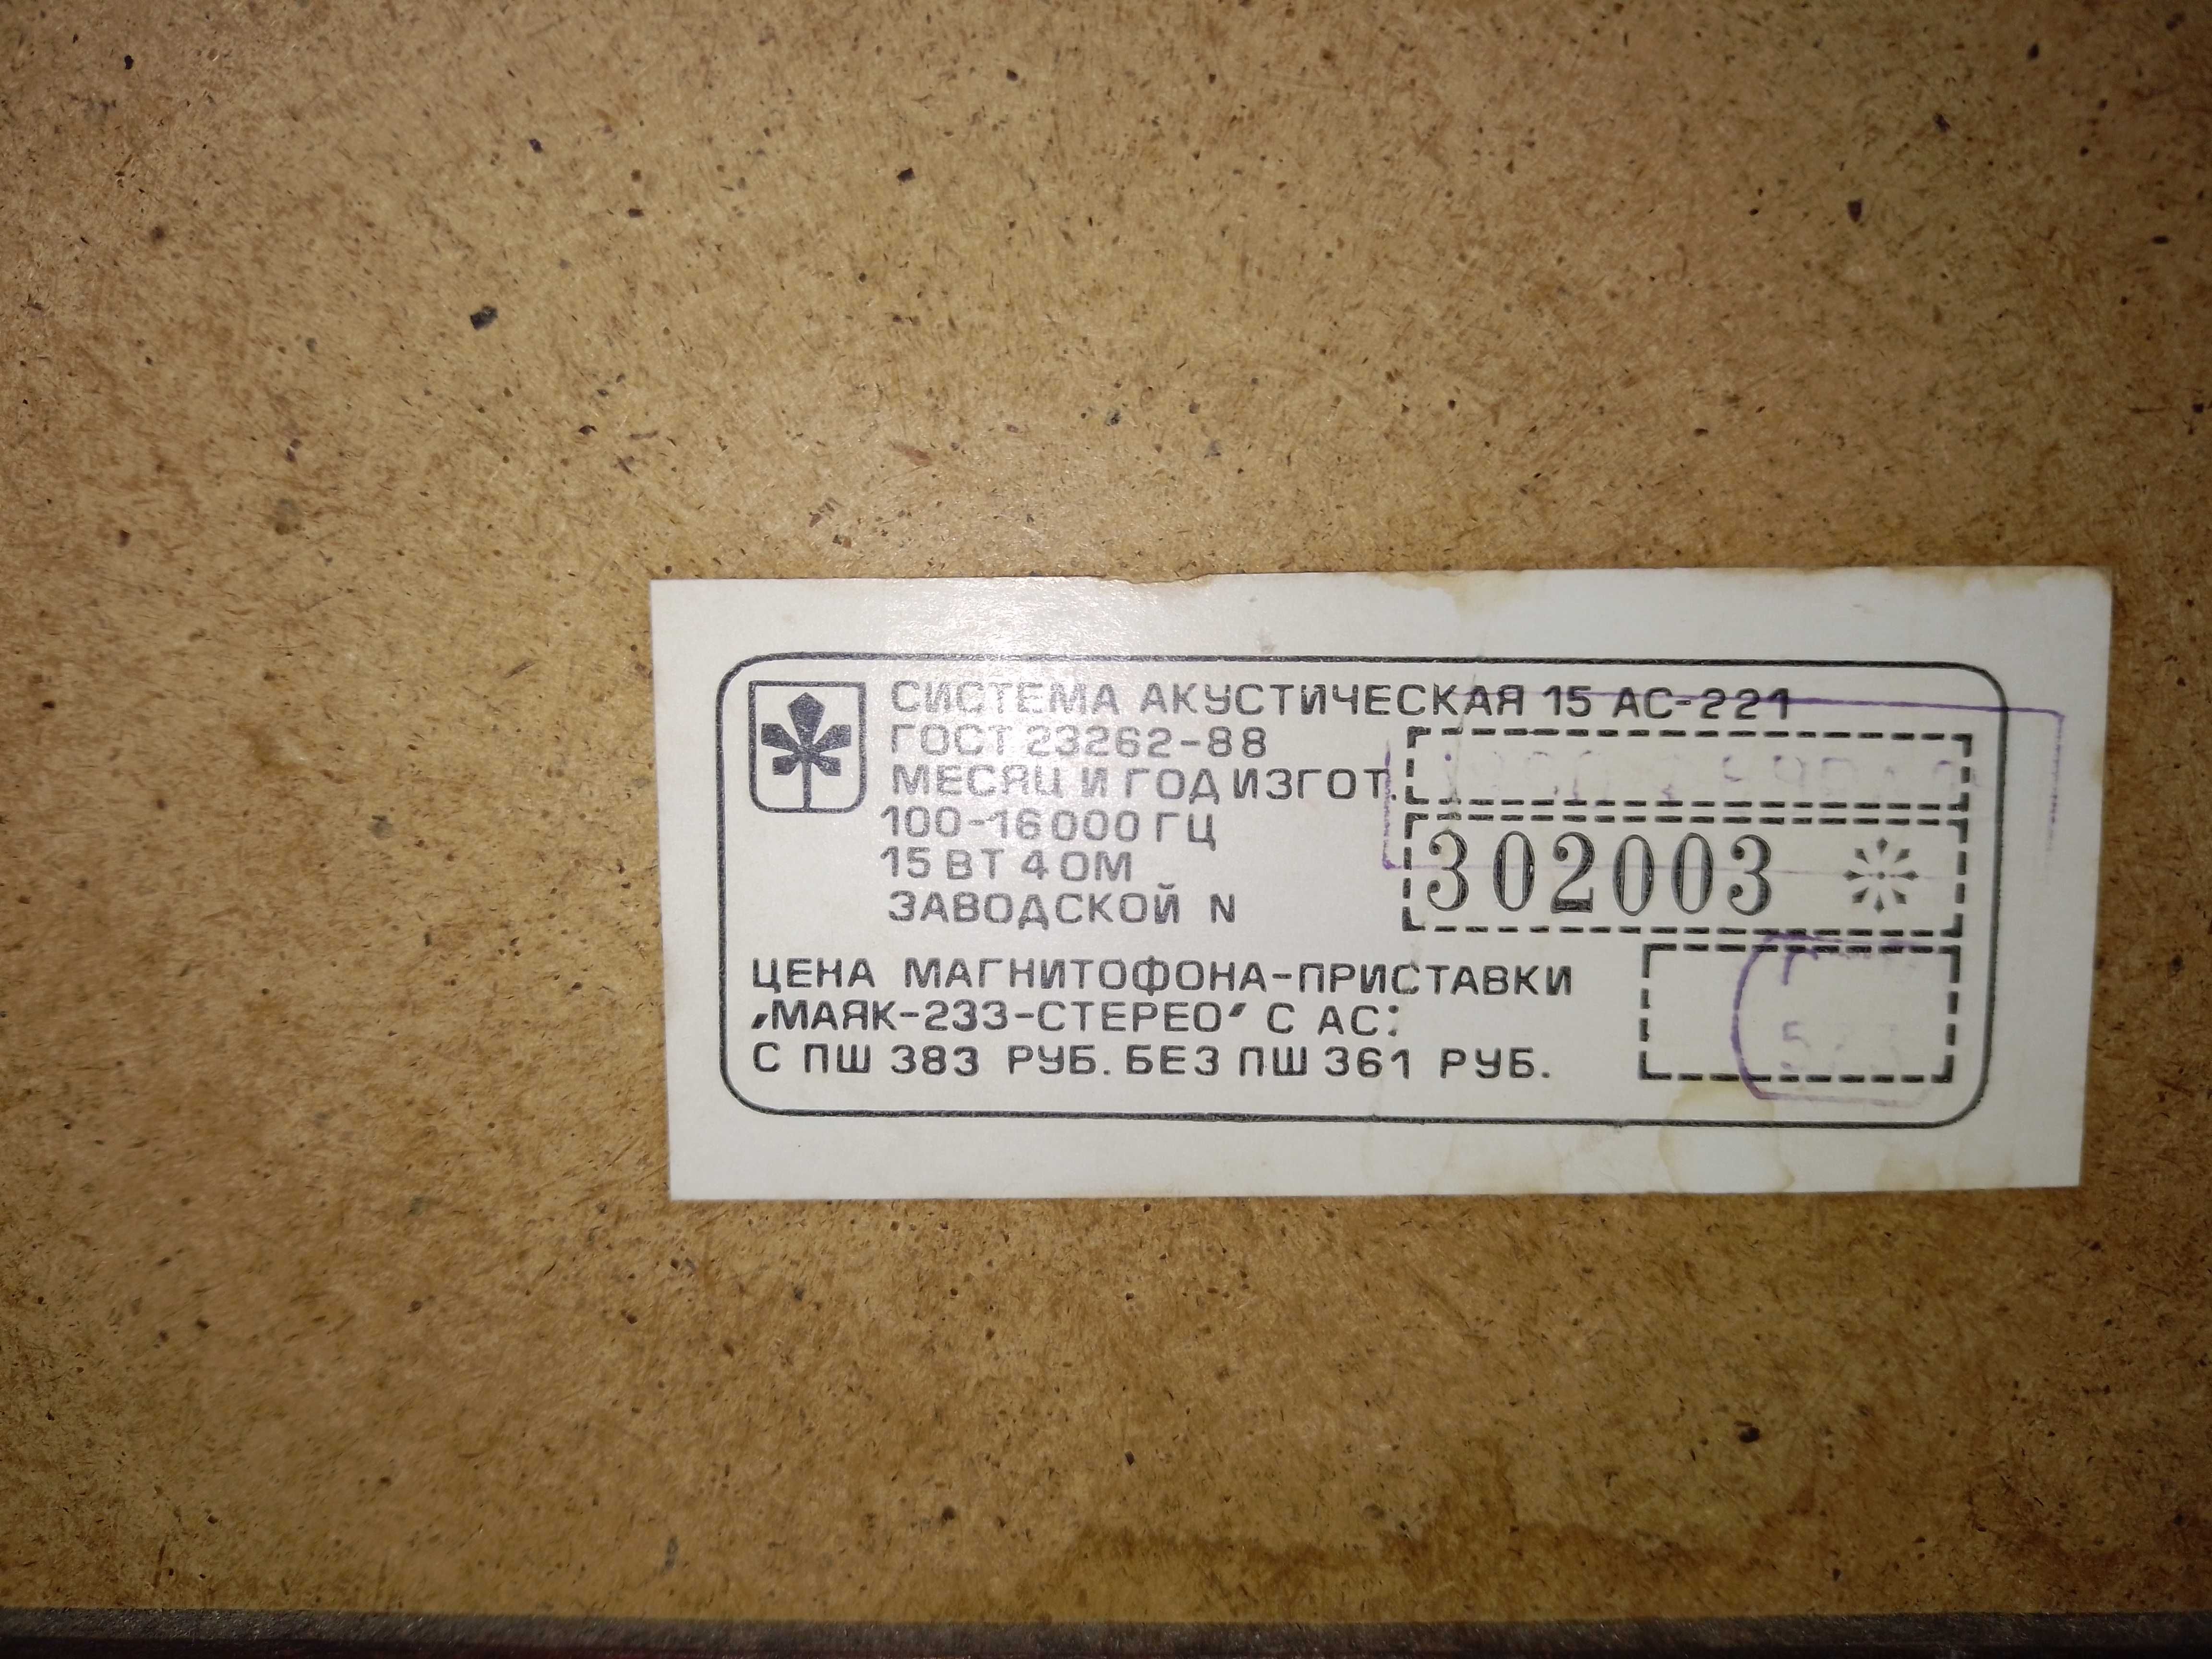 СИСТЕМА АКУСТИЧЕСКАЯ 15 АС-221
ГОСТ 23262-88
МЕСЯЦ И ГОД ИЗГОТ.
100-16000 ГЦ
15 ВТ 4 ОМ
ЗАВОДСКОЙ N 302003
ЦЕНА МАГНИТОФОНА-ПРИСТАВКИ
„МАЯК-233-СТЕРЕО" С АС:
С ПШ 383 РУБ. БЕЗ ПШ 361 РУБ.